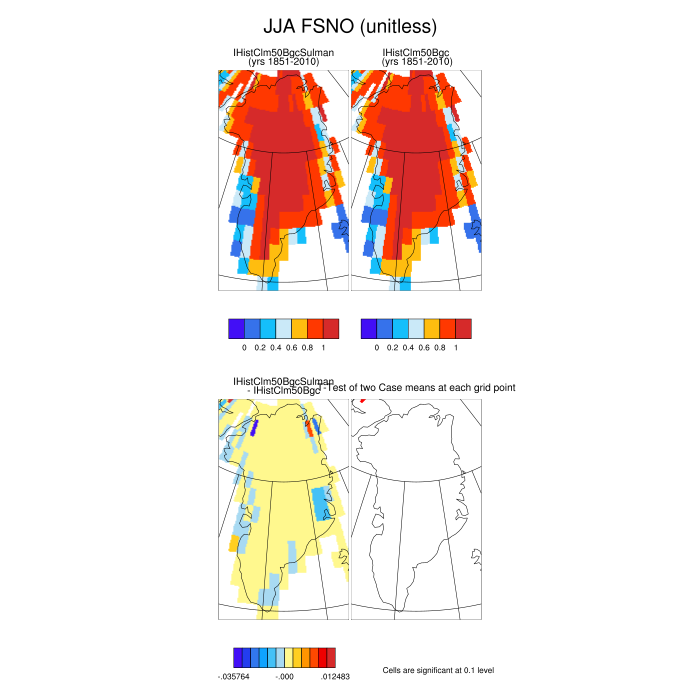 JJA FSNO (unitless)
IHistClm50BgcSulman
(yrs 1851-2010)
IHistClm50Bgc
(yrs 1851-2010)
0 0.2 0.4 0.6 0.8 1
0 0.2 0.4 0.6 0.8 1
IHistClm50BgcSulman
- IHistClm50Bgc
T-Test of two Case means at each grid point
-.035764 -.000 .012483
Cells are significant at 0.1 level